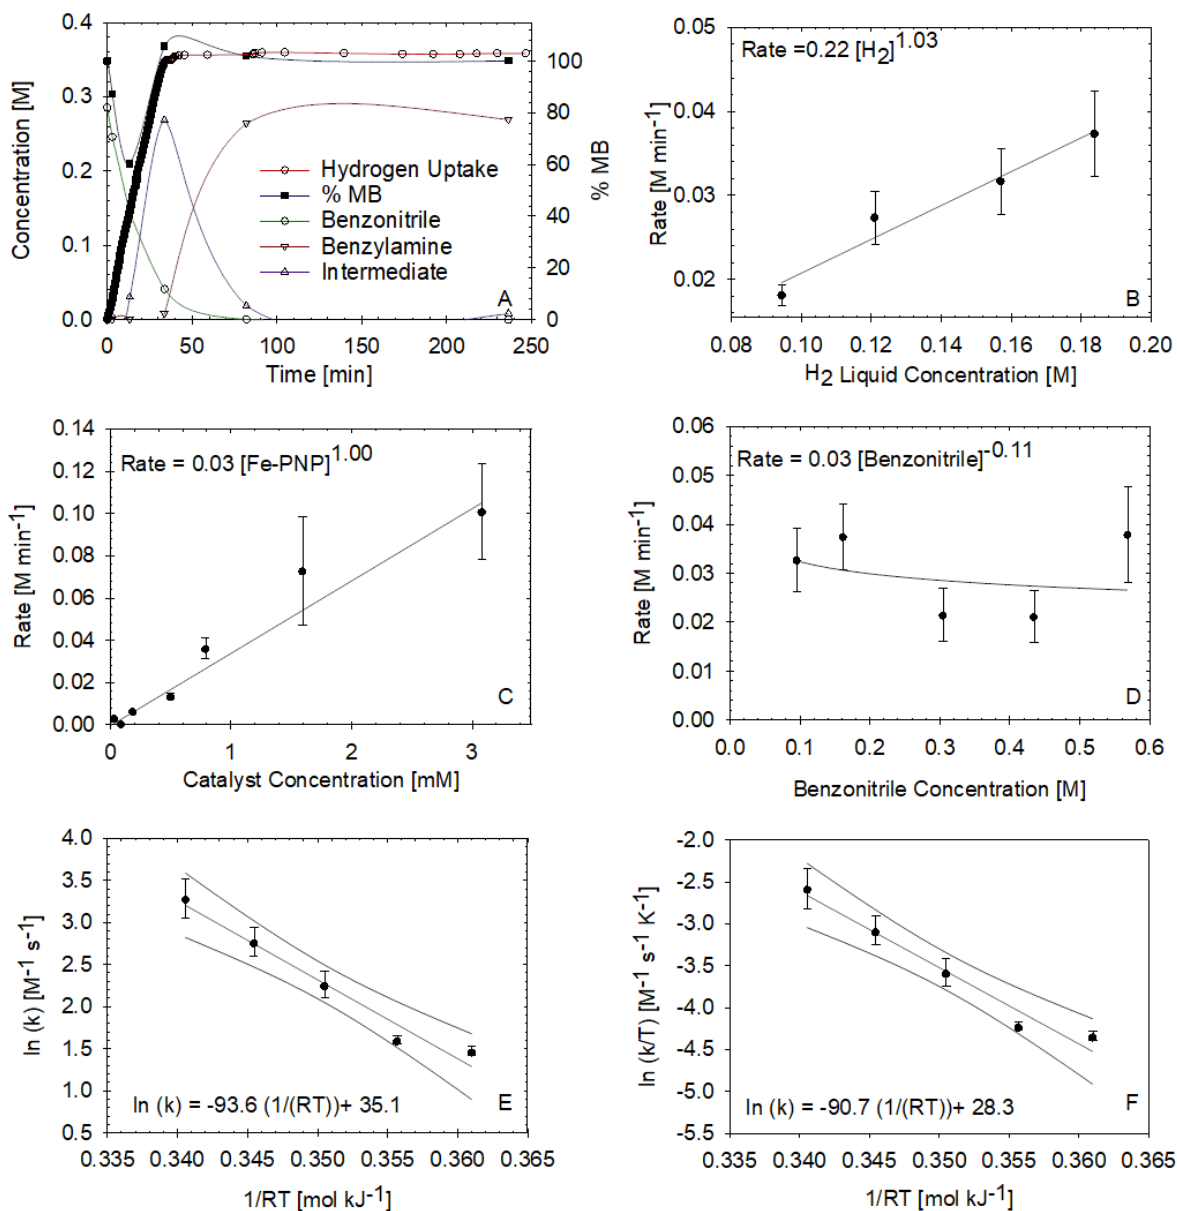 Concentration [M]
0.4
0.3
0.2
0.1
0.0
0 50 100 150 200 250
Time [min]
100
80
60
40
20
0
% MB
Hydrogen Uptake
% MB
Benzonitrile
Benzylamine
Intermediate
A
Rate =0.22 [H2]1.03
Rate [M min-1]
0.05
0.04
0.03
0.02
0.08 0.10 0.12 0.14 0.16 0.18 0.20
H2 Liquid Concentration [M]
B
Rate = 0.03 [Fe-PNP]1.00
Rate [M min-1]
0.14
0.12
0.10
0.08
0.06
0.04
0.02
0.00
0 1 2 3
Catalyst Concentration [mM]
C
Rate = 0.03 [Benzonitrile]-0.11
Rate [M min-1]
0.06
0.05
0.04
0.03
0.02
0.01
0.00
0.0 0.1 0.2 0.3 0.4 0.5 0.6
Benzonitrile Concentration [M]
D
ln (k) [M-1 s-1]
4.0
3.5
3.0
2.5
2.0
1.5
1.0
0.5
ln (k) = -93.6 (1/(RT))+ 35.1
E
0.335 0.340 0.345 0.350 0.355 0.360 0.365
1/RT [mol kJ-1]
ln (k/T) [M-1 s-1 K-1]
-2.0
-2.5
-3.0
-3.5
-4.0
-4.5
-5.0
-5.5
ln (k) = -90.7 (1/(RT))+ 28.3
F
0.335 0.340 0.345 0.350 0.355 0.360 0.365
1/RT [mol kJ-1]